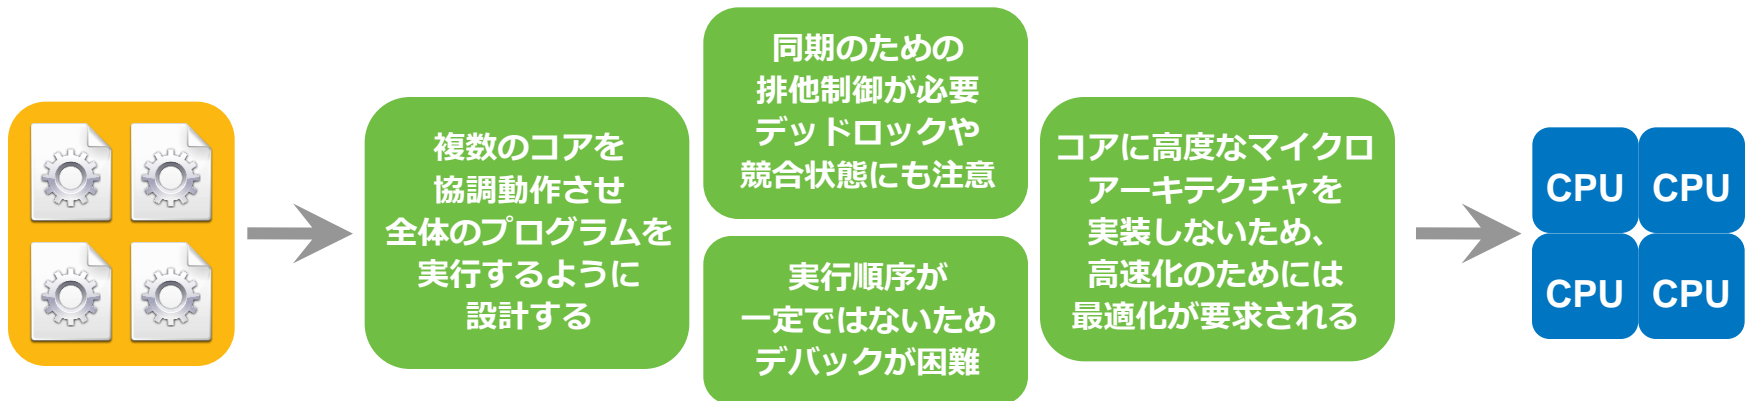 複数のコアを
協調動作させ
全体のプログラムを
実行するように
設計する
同期のための
排他制御が必要
デッドロックや
競合状態にも注意
実行順序が
一定ではないため
デバックが困難
コアに高度なマイクロ
アーキテクチャを
実装しないため、
高速化のためには
最適化が要求される
CPU CPU
CPU CPU